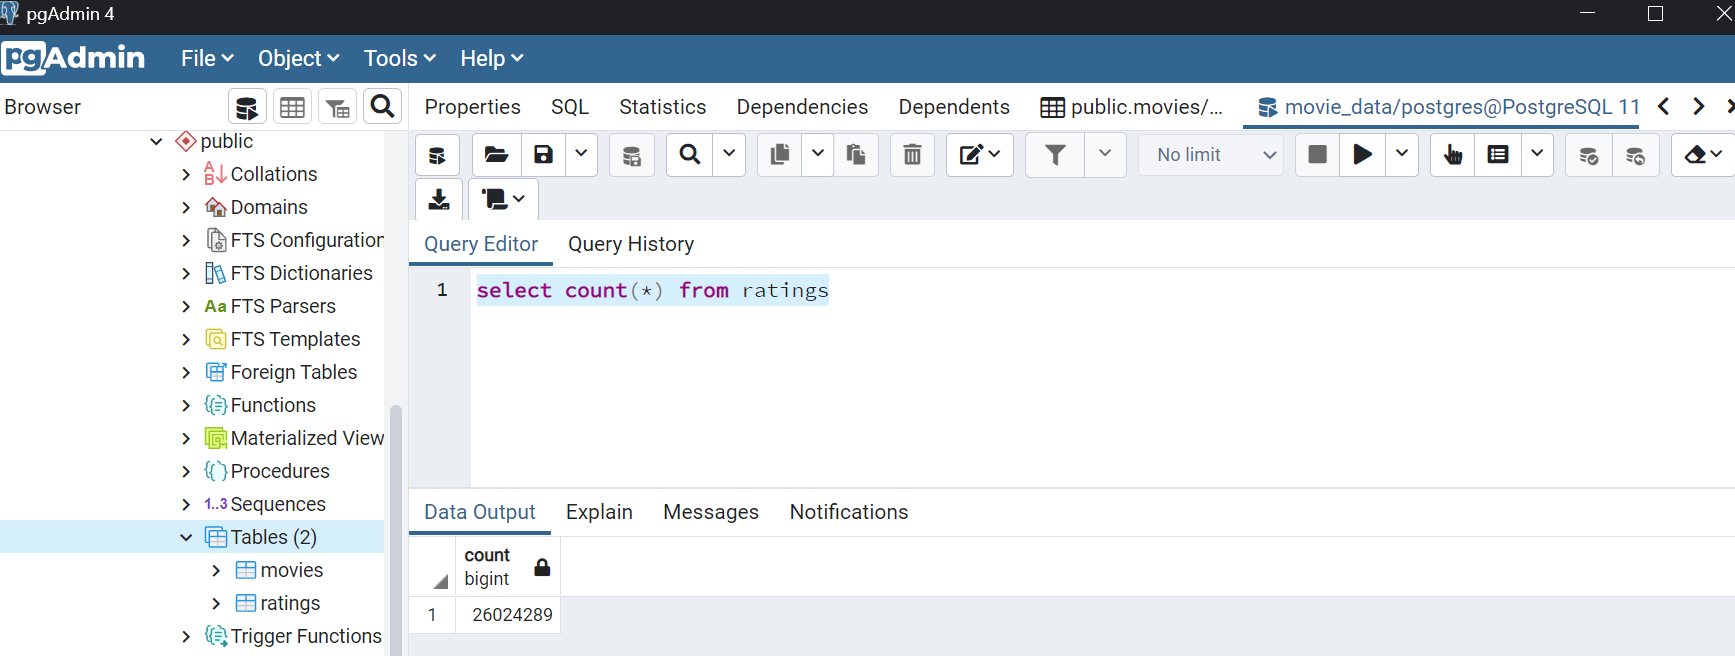 pgAdmin 4
pgAdmin File Object Tools Help
Browser
Properties SQL Statistics Dependencies Dependents public.movies/... movie_data/postgres@PostgreSQL 11
public
Collations
Domains
FTS Configuration
FTS Dictionaries
Aa FTS Parsers
FTS Templates
Foreign Tables
Functions
Materialized View
Procedures
1..3 Sequences
Tables (2)
movies
ratings
Trigger Functions
No limit
Query Editor Query History
1 select count(*) from ratings
Data Output Explain Messages Notifications
count
bigint
1 26024289